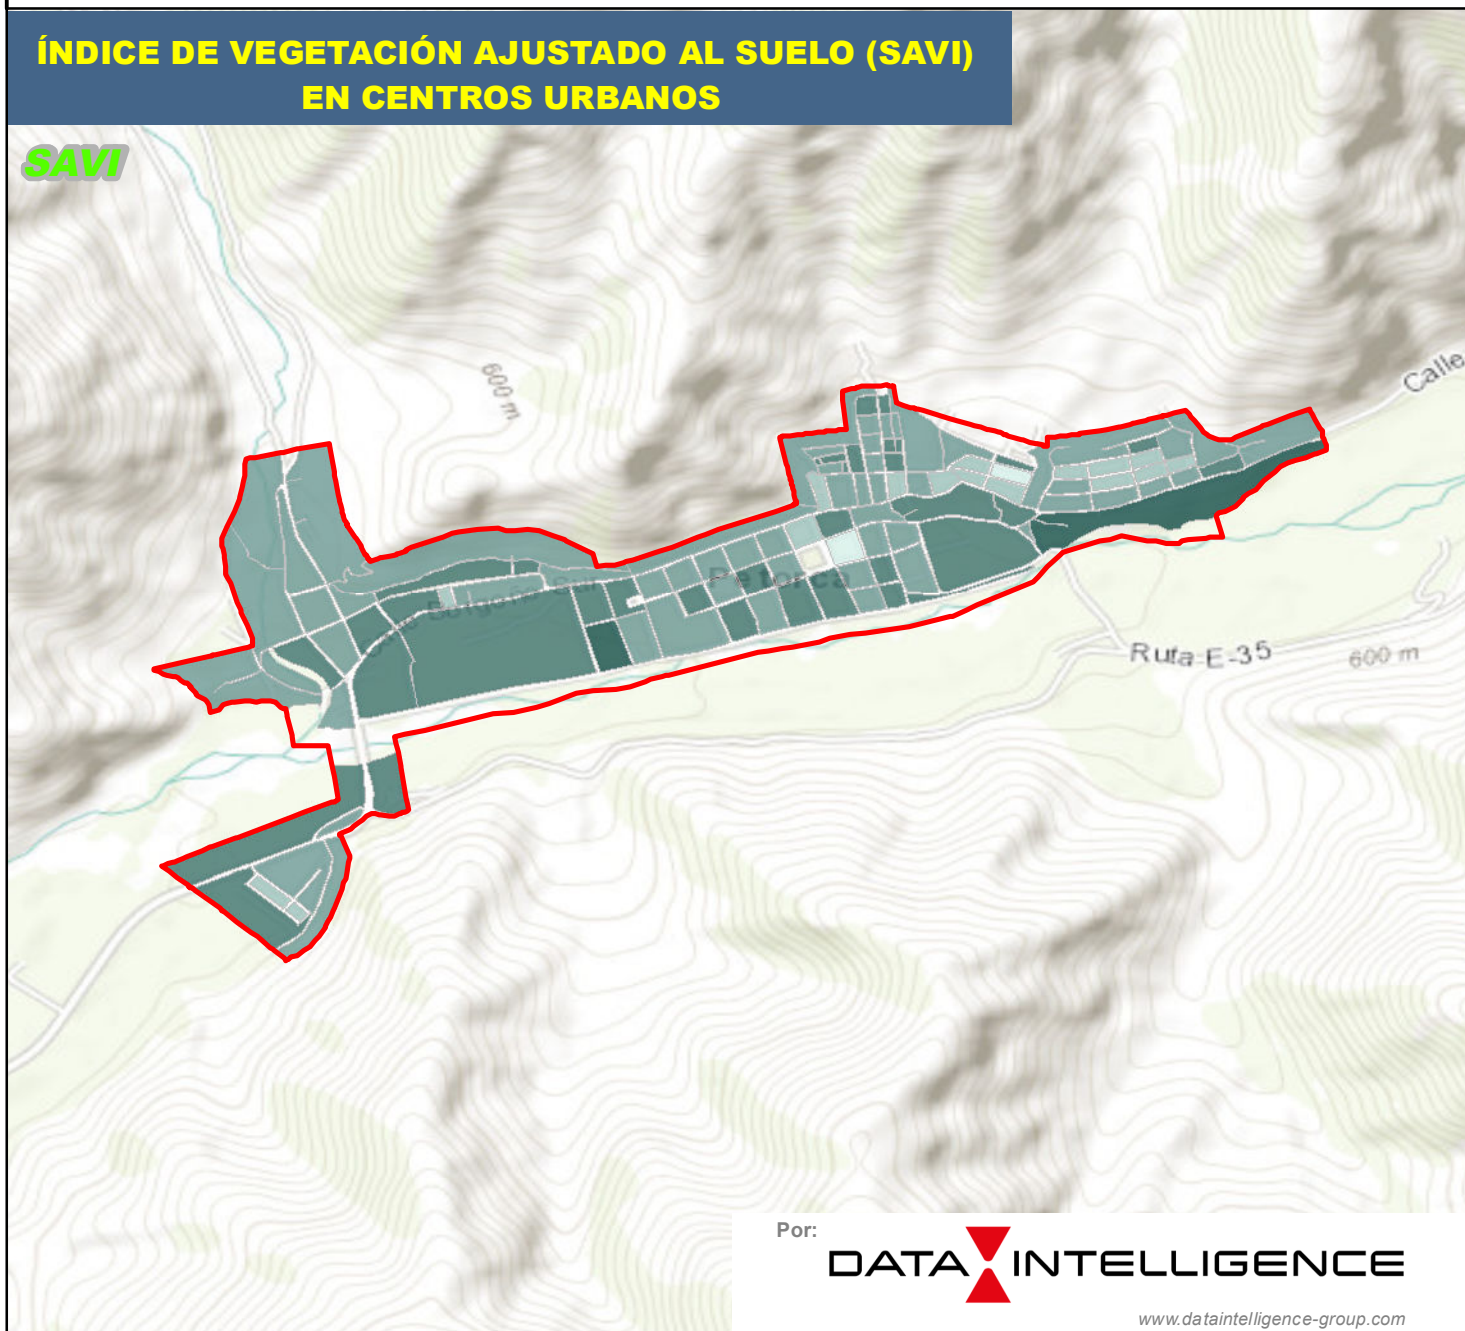 ÍNDICE DE VEGETACIÓN AJUSTADO AL SUELO (SAVI)
EN CENTROS URBANOS
SAVI
600 m
Calle
Petorca
Sur
Ruta E-35
600 m
Por:
DATA INTELLIGENCE
www.dataintelligence-group.com